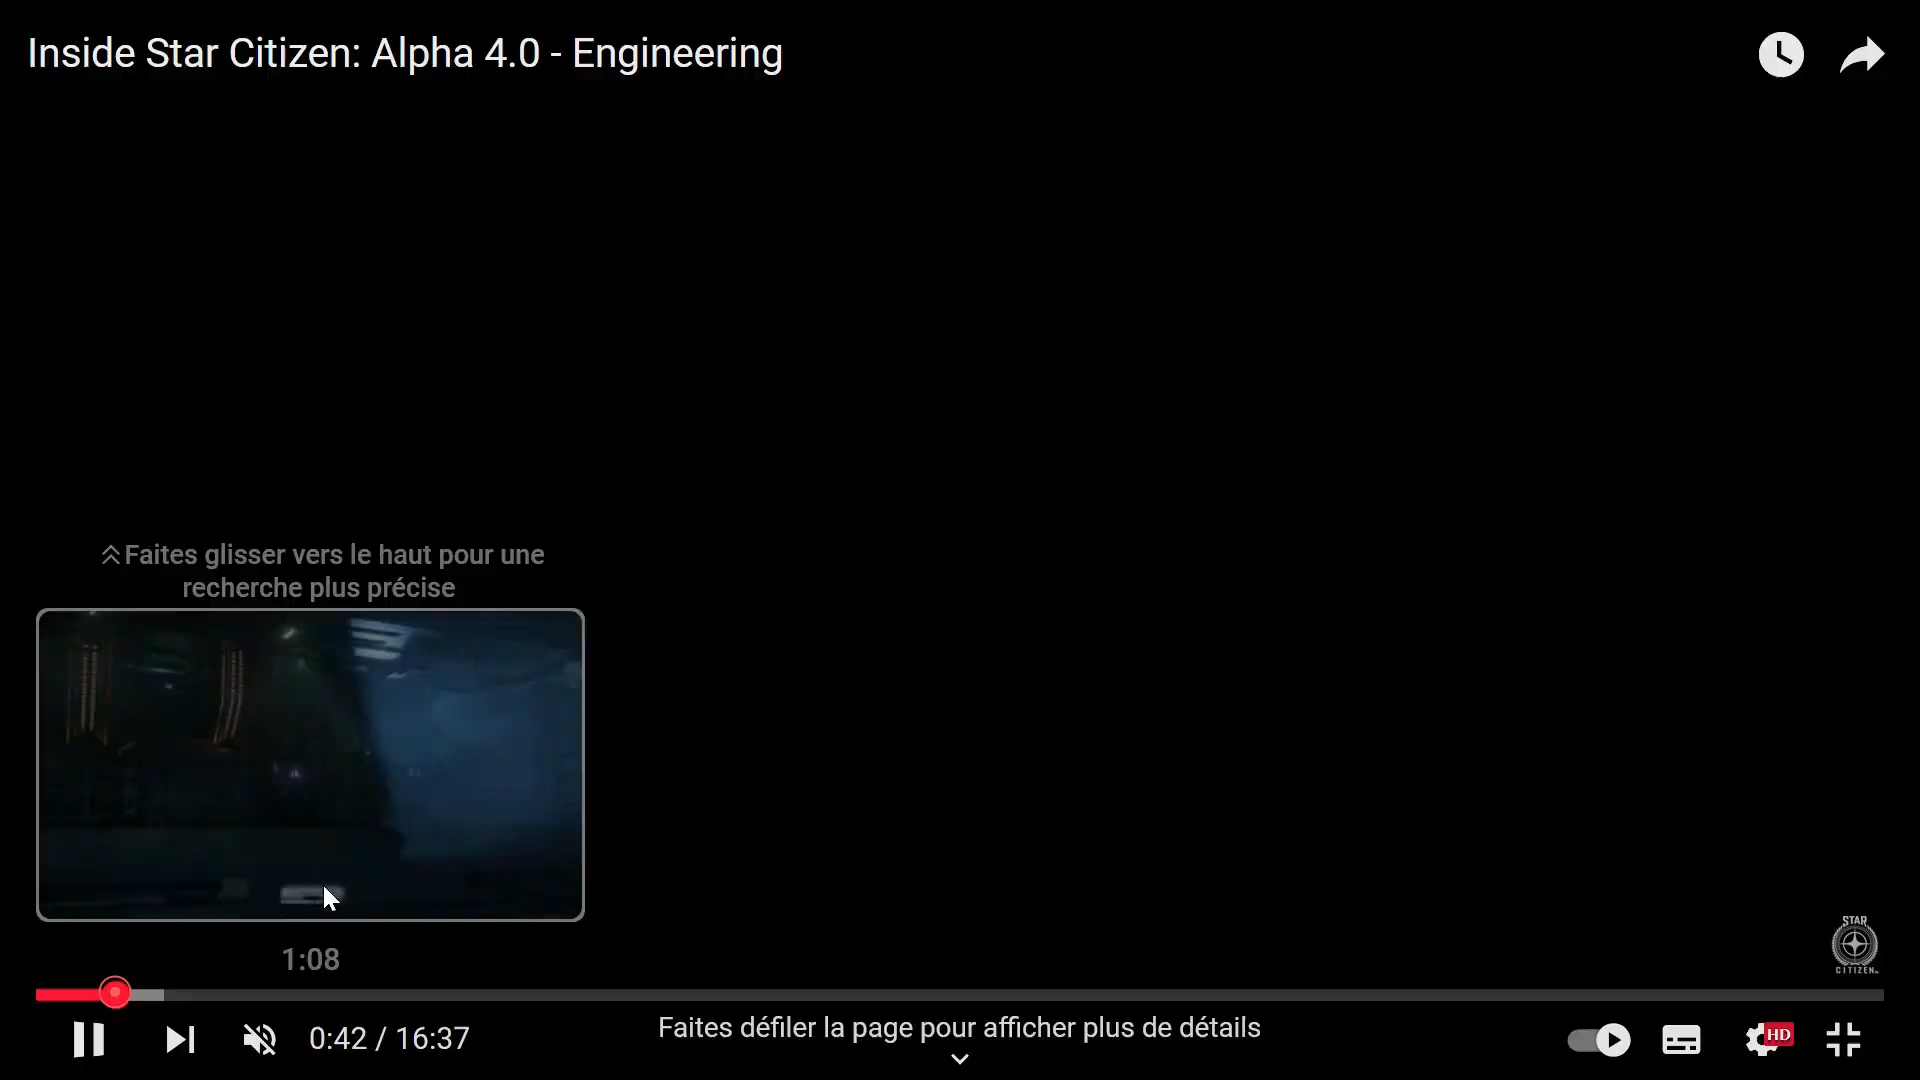 Inside Star Citizen: Alpha 4.0 - Engineering
Faites glisser vers le haut pour une
recherche plus précise
1:08
STAR
CITIZEN
0:42 / 16:37
Faites défiler la page pour afficher plus de détails
HD